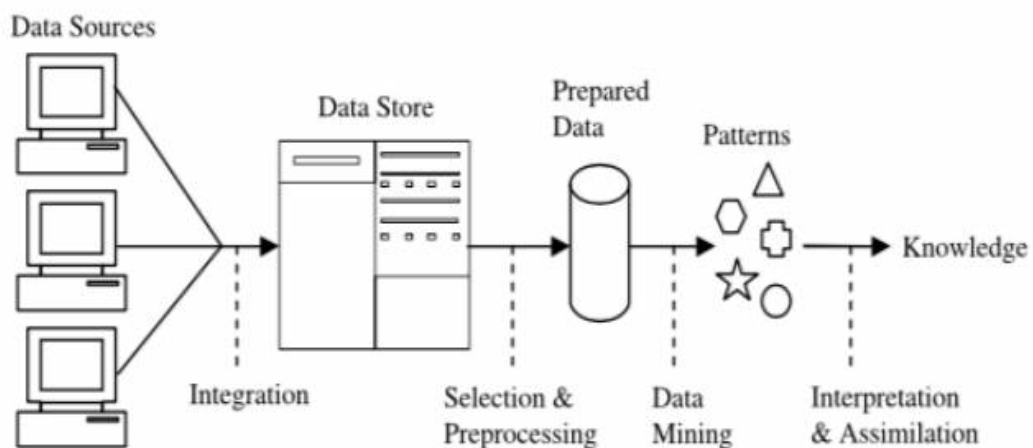 Data Sources
Data Store
Prepared
Data
Patterns
Knowledge
Integration
Selection &
Preprocessing
Data
Mining
Interpretation
& Assimilation